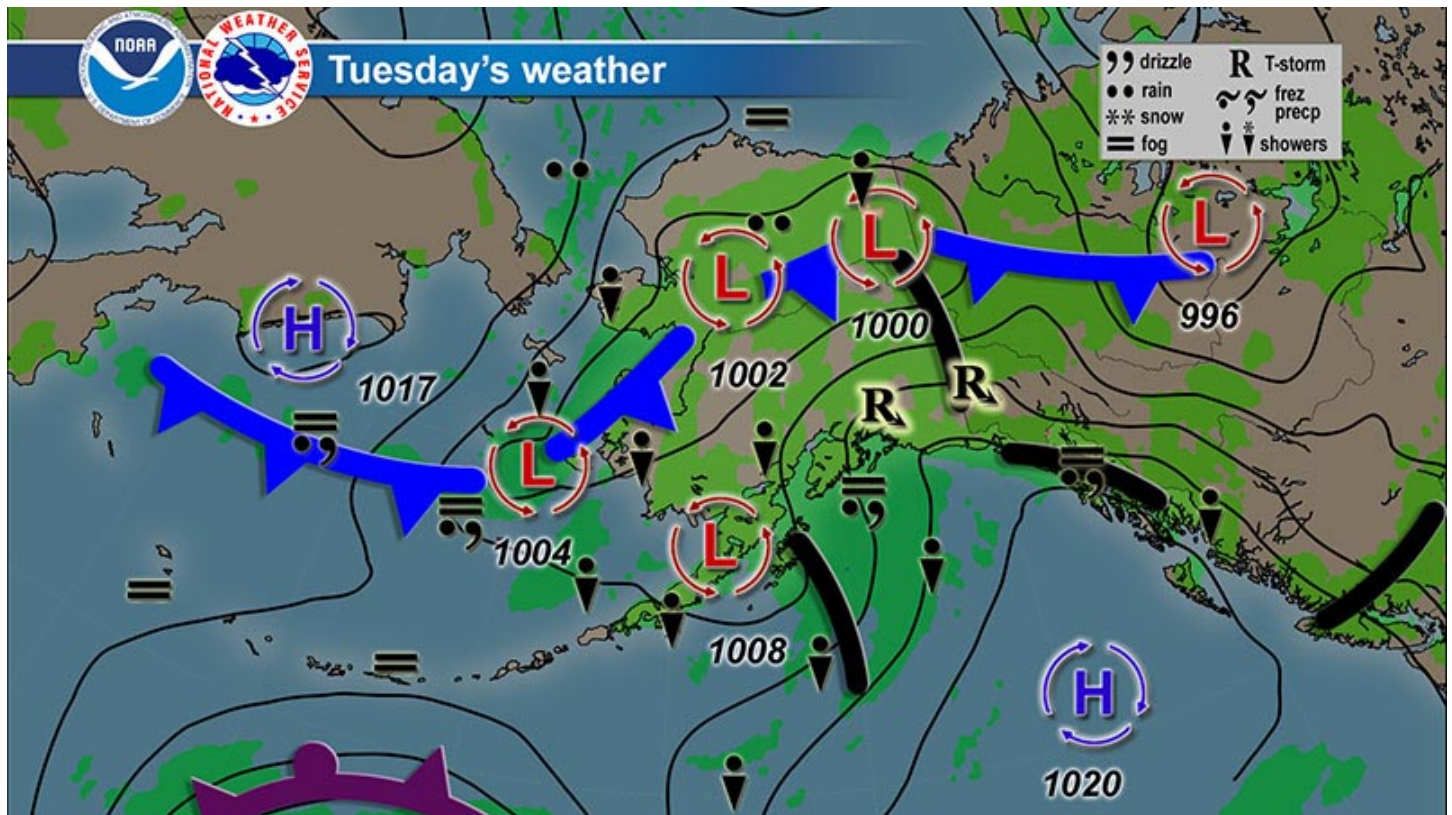 NOAA
NATIONAL WEATHER SERVICE
Tuesday's weather
drizzle
R T-storm
rain
frez
precp
snow
fog
showers
L
L
L
H
996
1000
1002
1017
R
R
L
1004
L
1008
H
1020